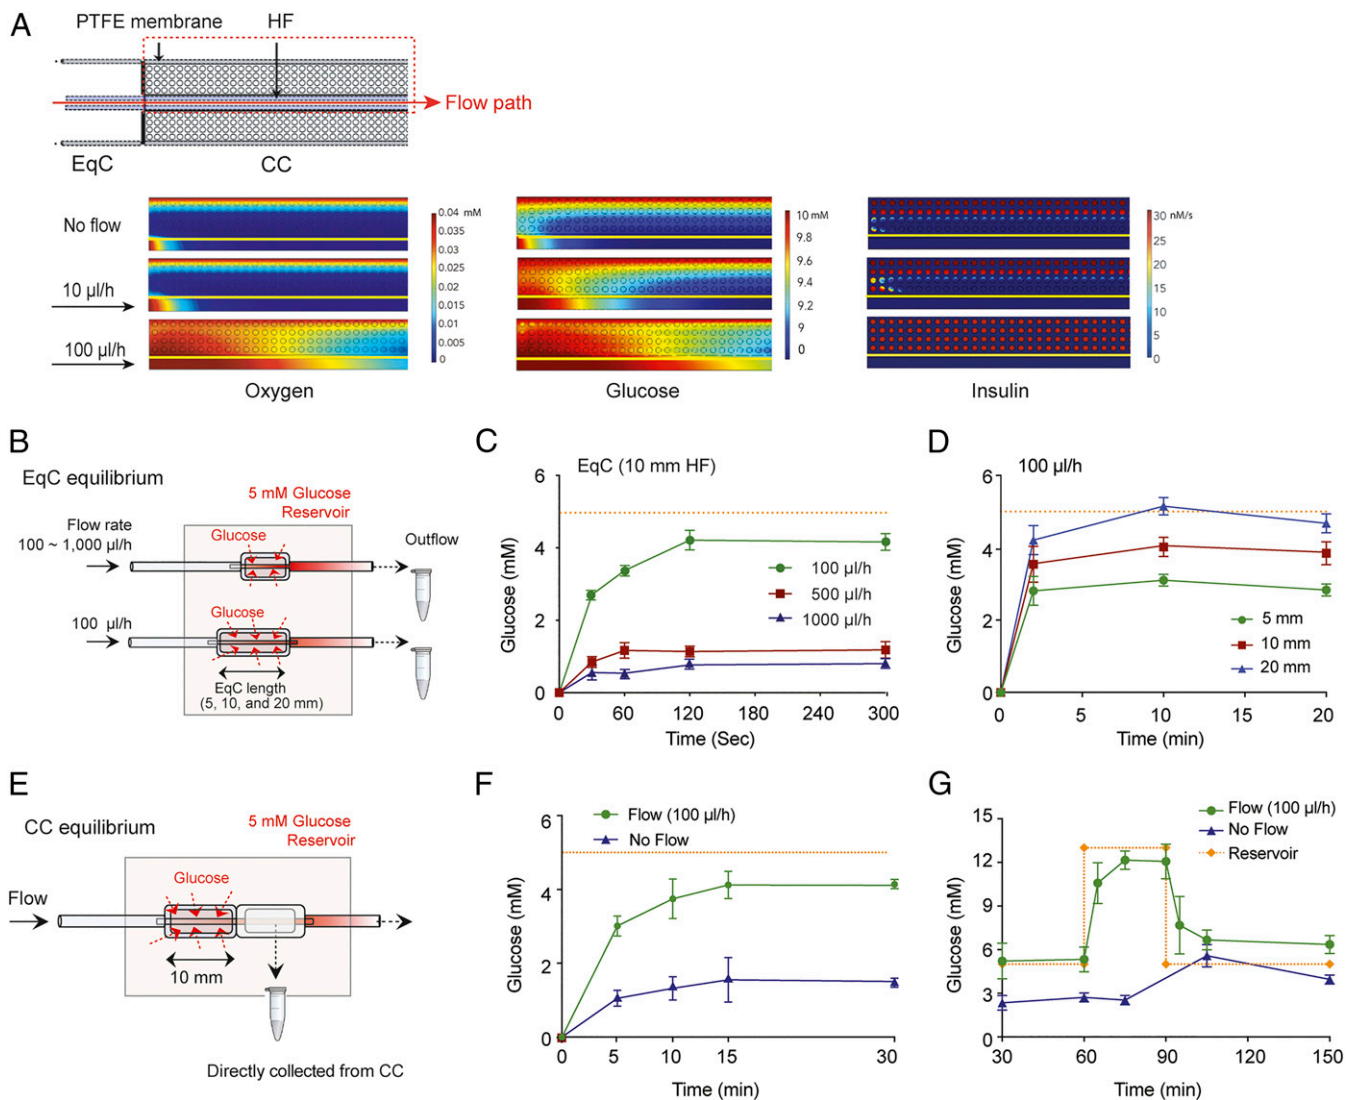 A
PTFE membrane
HF
Flow path
EqC
CC
No flow
10 µl/h
100 µl/h
0.04 mM
0.035
0.03
0.025
0.02
0.015
0.01
0.005
0
10 mM
9.8
9.6
9.4
9.2
9
0
30 nM/s
25
20
15
10
5
0
Oxygen
Glucose
Insulin
B
EqC equilibrium
5 mM Glucose
Reservoir
Flow rate
100 ~ 1,000 µl/h
Glucose
Outflow
100 µl/h
Glucose
EqC length
(5, 10, and 20 mm)
C
EqC (10 mm HF)
Glucose (mM)
6
4
2
0
100 µl/h
500 µl/h
1000 µl/h
0 60 120 180 240 300
Time (Sec)
D
100 µl/h
Glucose (mM)
6
4
2
0
5 mm
10 mm
20 mm
0 5 10 15 20
Time (min)
E
CC equilibrium
5 mM Glucose
Reservoir
Glucose
Flow
10 mm
Directly collected from CC
F
Flow (100 µl/h)
No Flow
Glucose (mM)
6
4
2
0
0 5 10 15 30
Time (min)
G
Flow (100 µl/h)
No Flow
Reservoir
Glucose (mM)
15
12
9
6
3
0
30 60 90 120 150
Time (min)